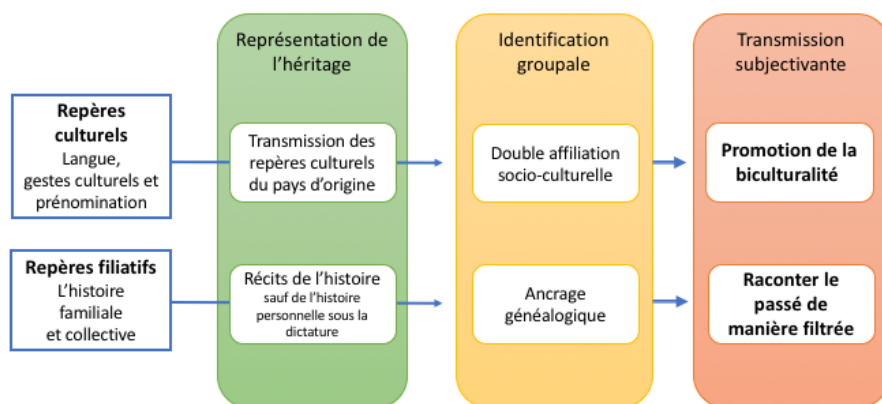 Représentation de
l'héritage
Identification
groupale
Transmission
subjectivante
Repères
culturels
Langue,
gestes culturels et
prénomination
Transmission des
repères culturels
du pays d'origine
Double affiliation
socio-culturelle
Promotion de la
biculturalité
Repères filiatifs
L'histoire
familiale
et collective
Récits de l'histoire
sauf de l'histoire
personnelle sous la
dictature
Ancrage
généalogique
Raconter le
passé de
manière filtrée